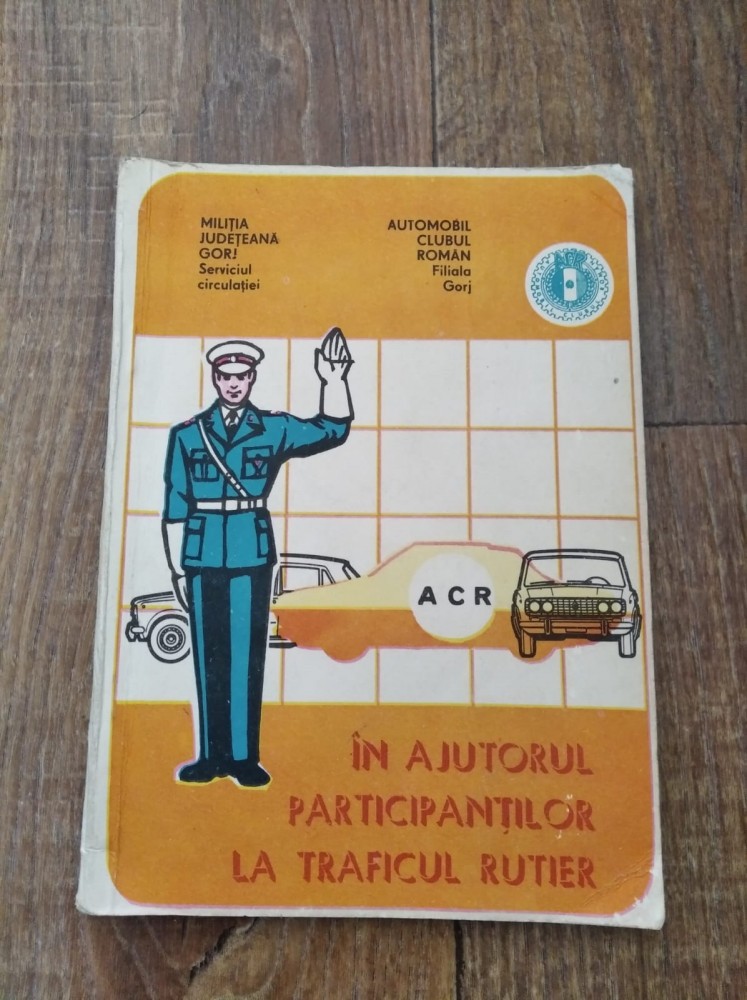 MILIȚIA
JUDEȚEANĂ
GORJ
Serviciul
circulației
AUTOMOBIL
CLUBUL
ROMÂN
Filiala
Gorj
ACR
A C R
ÎN AJUTORUL
PARTICIPANȚILOR
LA TRAFICUL RUTIER